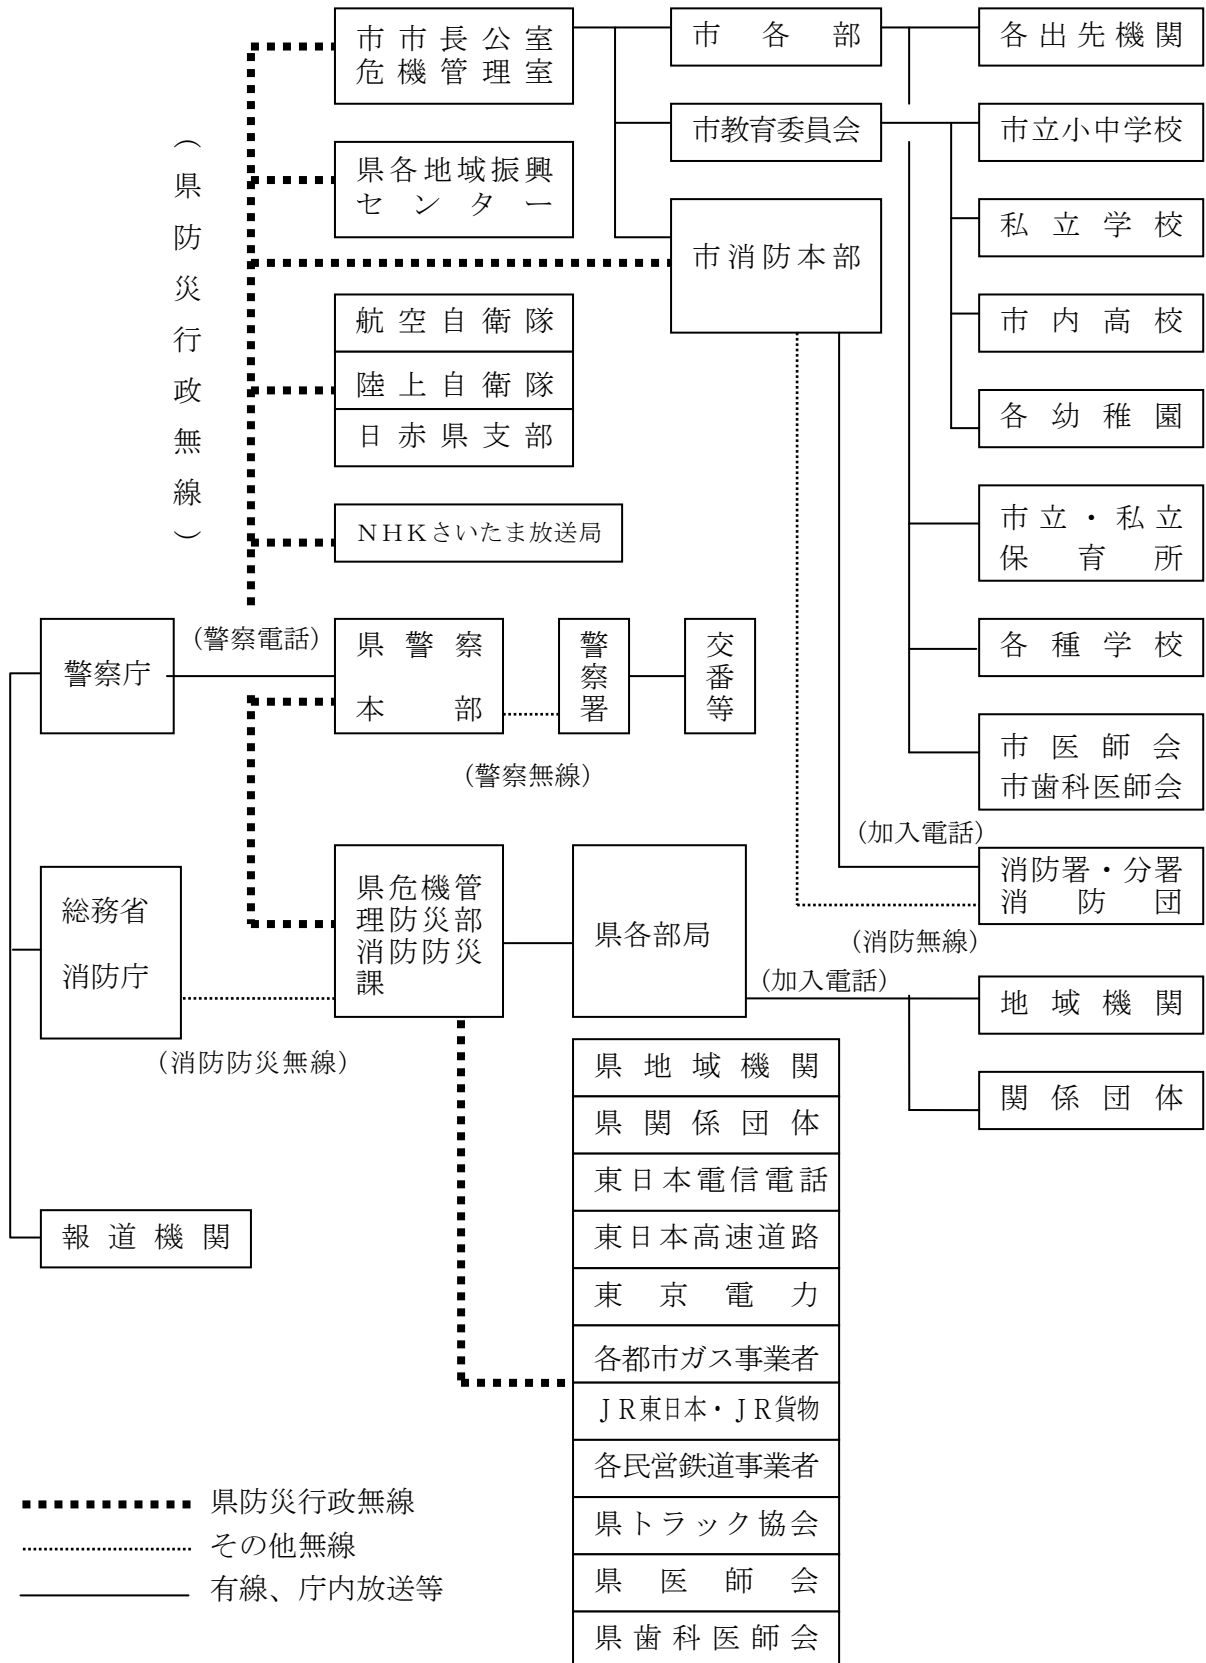 市市長公室
危機管理室
市各部
各出先機関
市教育委員会
市立小中学校
県各地域振興
センター
私立学校
市消防本部
(県防災行政無線)
航空自衛隊
市内高校
陸上自衛隊
各幼稚園
日赤県支部
市立・私立
保育所
NHKさいたま放送局
警察庁
(警察電話)
県警察
本部
警察署
交番等
各種学校
(警察無線)
市医師会
市歯科医師会
(加入電話)
消防署・分署
消防団
(消防無線)
総務省
消防庁
県危機管
理防災部
消防防災
課
県各部局
(加入電話)
地域機関
(消防防災無線)
関係団体
県地域機関
県関係団体
東日本電信電話
東日本高速道路
報道機関
東京電力
各都市ガス事業者
JR東日本・JR貨物
各民営鉄道事業者
県トラック協会
県医師会
県歯科医師会
県防災行政無線
その他無線
有線、庁内放送等